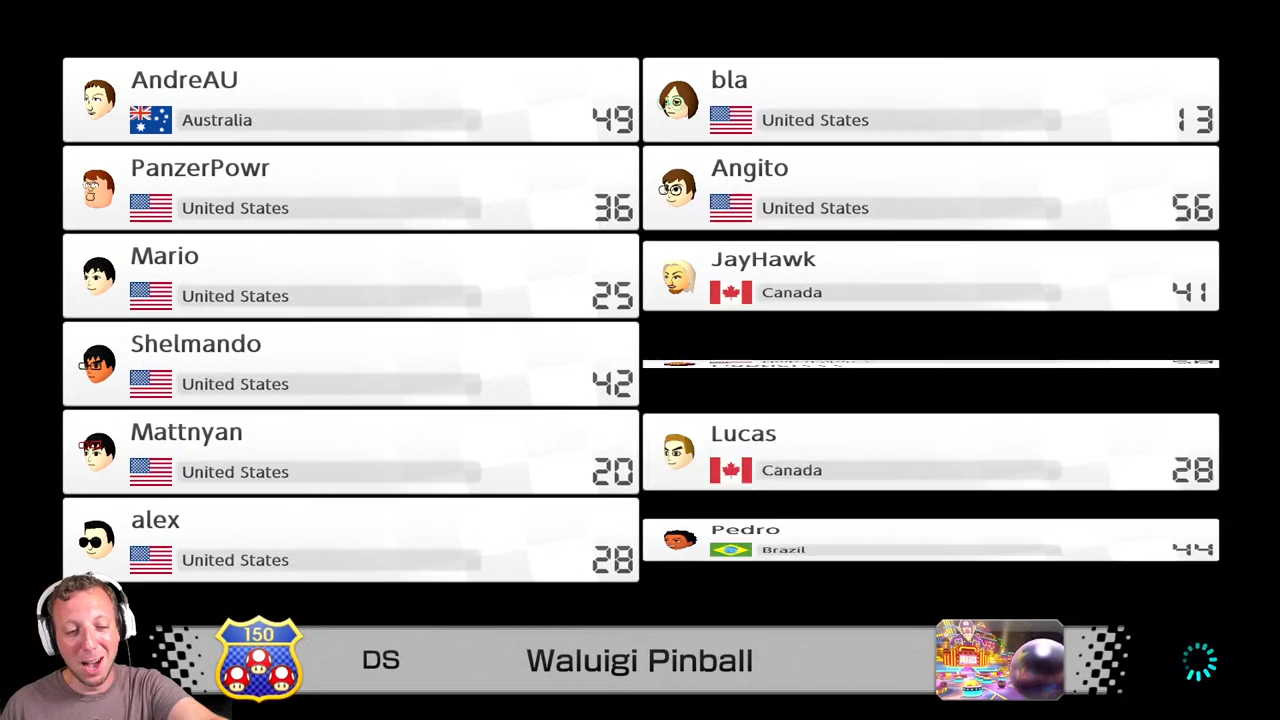 AndreAU
Australia
49
PanzerPowr
United States
36
Mario
United States
25
Shelmando
United States
42
Mattnyan
United States
20
alex
United States
28
bla
United States
13
Angito
United States
56
JayHawk
Canada
41
Lucas
Canada
28
Pedro
Brazil
44
150
DS
Waluigi Pinball